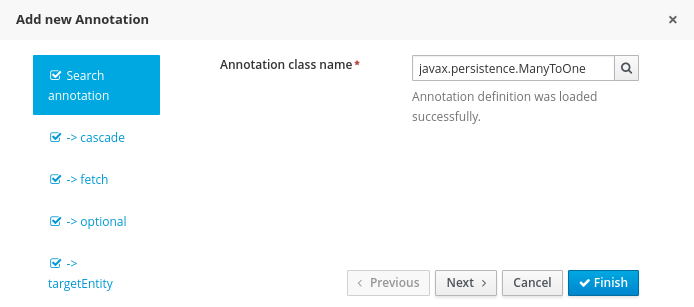 Add new Annotation ×
Search
annotation
-> cascade
-> fetch
-> optional
->
targetEntity
Annotation class name*
javax.persistence.ManyToOne
Annotation definition was loaded
successfully.
Previous Next Cancel Finish